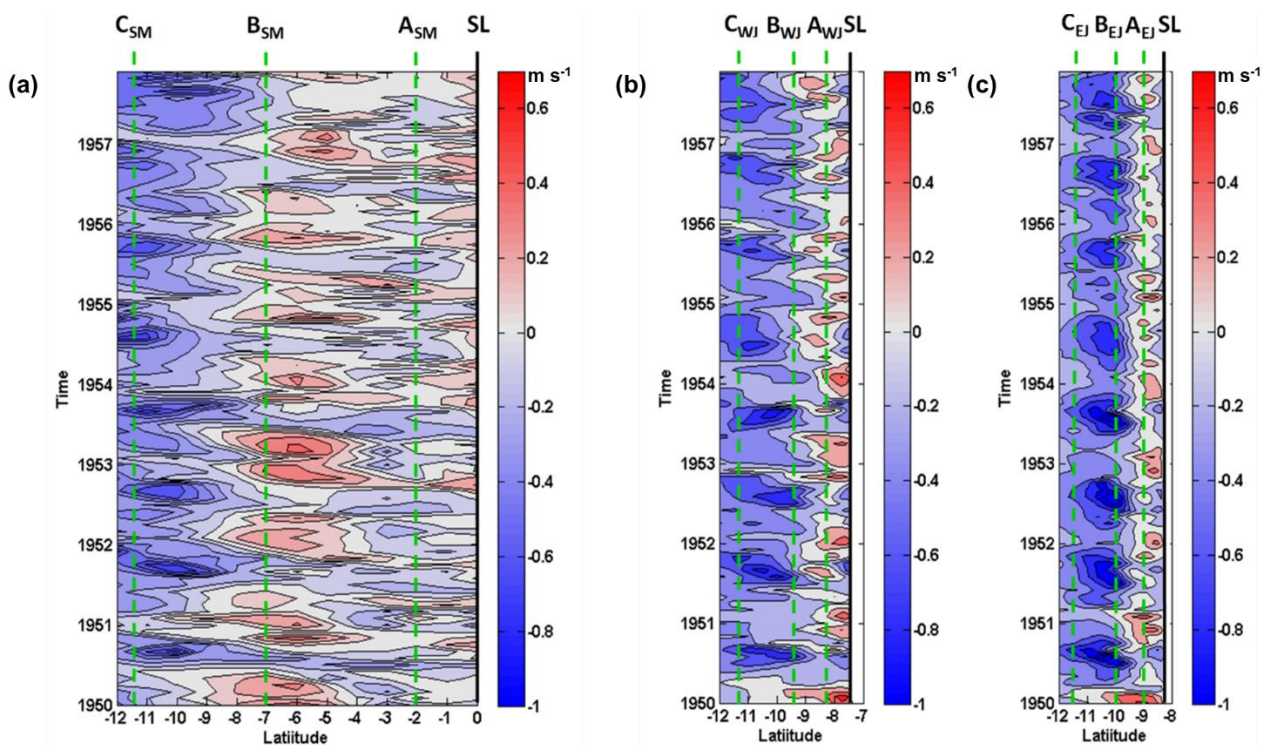 C_SM B_SM A_SM SL
(a)
m s⁻¹
0.6
0.4
0.2
0
-0.2
-0.4
-0.6
-0.8
-1
1957
1956
1955
1954
1953
1952
1951
1950
Time
-12 -11 -10 -9 -8 -7 -6 -5 -4 -3 -2 -1 0
Latiitude
C_WJ B_WJ A_WJ SL
(b)
m s⁻¹
0.6
0.4
0.2
0
-0.2
-0.4
-0.6
-0.8
-1
1957
1956
1955
1954
1953
1952
1951
1950
Time
-12 -11 -10 -9 -8 -7
Latiitude
C_EJ B_EJ A_EJ SL
(c)
m s⁻¹
0.6
0.4
0.2
0
-0.2
-0.4
-0.6
-0.8
-1
1957
1956
1955
1954
1953
1952
1951
1950
Time
-12 -11 -10 -9 -8
Latiitude